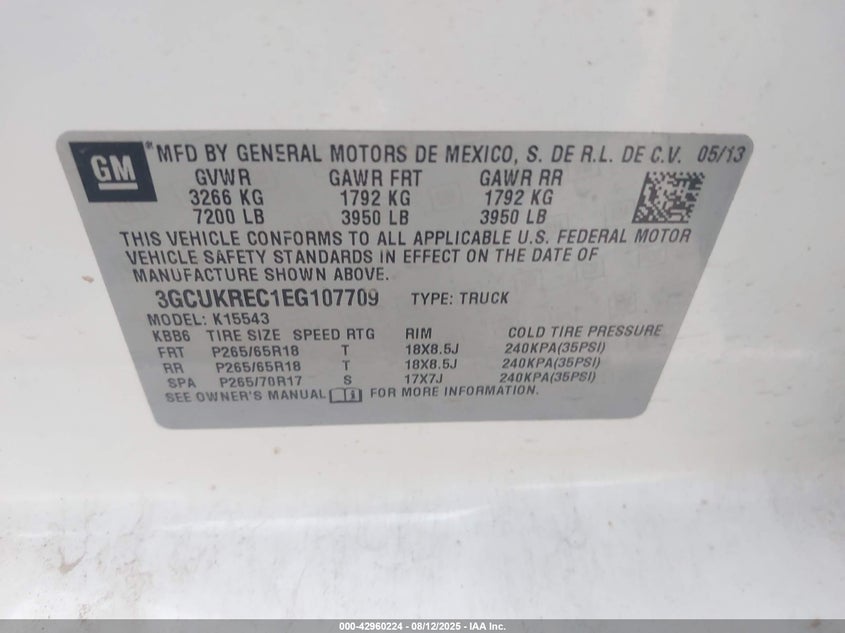 GM
MFD BY GENERAL MOTORS DE MEXICO, S. DE R.L. DE C.V. 05/13
GVWR GAWR FRT GAWR RR
3266 KG 1792 KG 1792 KG
7200 LB 3950 LB 3950 LB
THIS VEHICLE CONFORMS TO ALL APPLICABLE U.S. FEDERAL MOTOR
VEHICLE SAFETY STANDARDS IN EFFECT ON THE DATE OF
MANUFACTURE SHOWN ABOVE.
3GCUKREC1EG107709 TYPE: TRUCK
MODEL: K15543
KBB6 TIRE SIZE SPEED RTG RIM COLD TIRE PRESSURE
FRT P265/65R18 T 18X8.5J 240KPA(35PSI)
RR P265/65R18 T 18X8.5J 240KPA(35PSI)
SPA P265/70R17 S 17X7J 240KPA(35PSI)
SEE OWNER'S MANUAL FOR MORE INFORMATION.
000-42960224 - 08/12/2025 - IAA Inc.